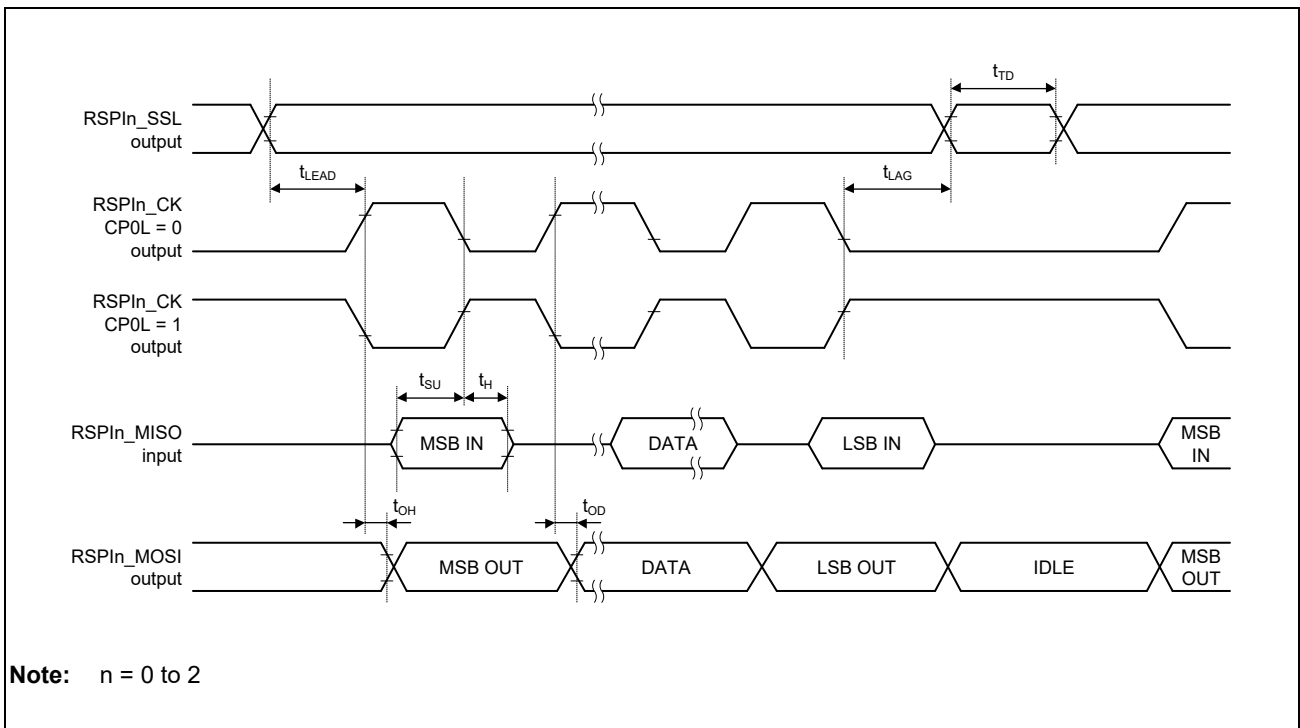 tTD
RSPIn_SSL
output
tLEAD
tLAG
RSPIn_CK
CP0L = 0
output
RSPIn_CK
CP0L = 1
output
tSU
tH
RSPIn_MISO
input
MSB IN
DATA
LSB IN
MSB
IN
tOH
tOD
RSPIn_MOSI
output
MSB OUT
DATA
LSB OUT
IDLE
MSB
OUT
Note: n = 0 to 2